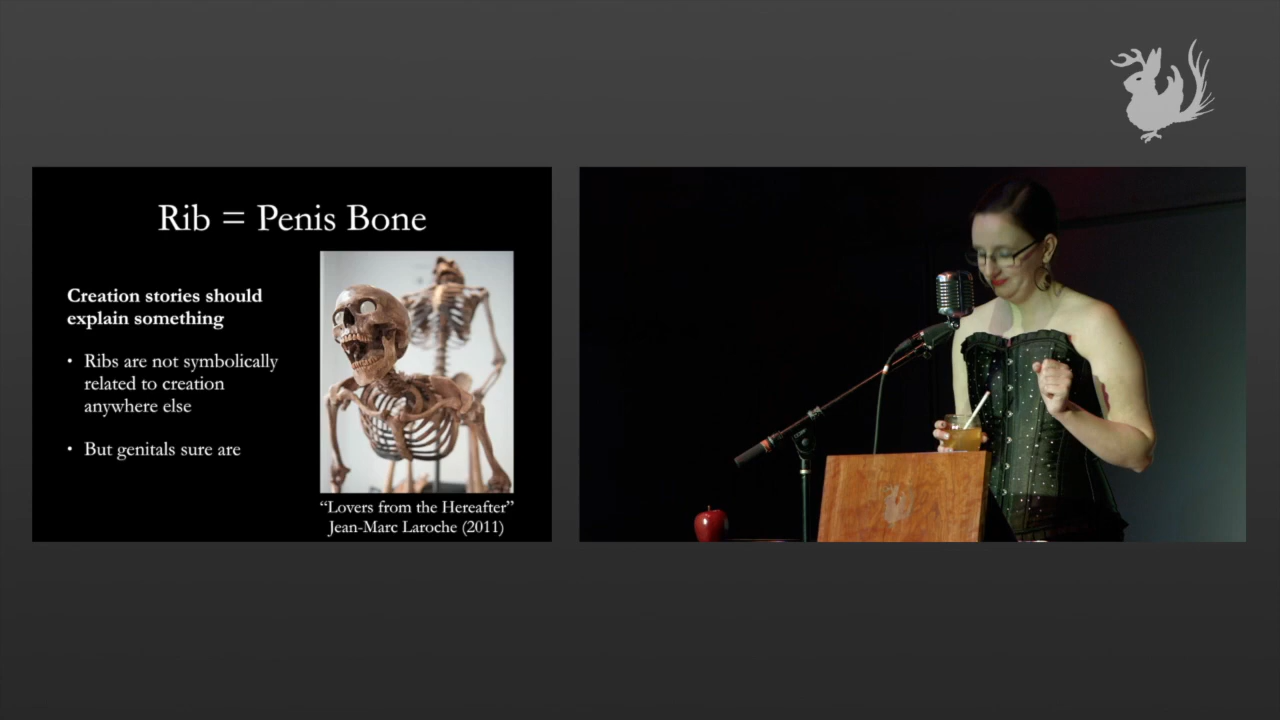 Rib = Penis Bone
Creation stories should
explain something
• Ribs are not symbolically
related to creation
anywhere else
• But genitals sure are
“Lovers from the Hereafter”
Jean-Marc Laroche (2011)